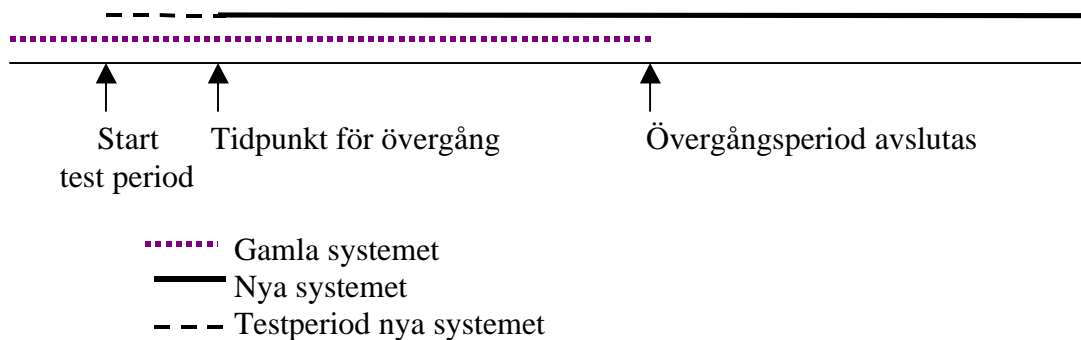 Start
test period
Tidpunkt för övergång
Övergångsperiod avslutas
Gamla systemet
Nya systemet
Testperiod nya systemet